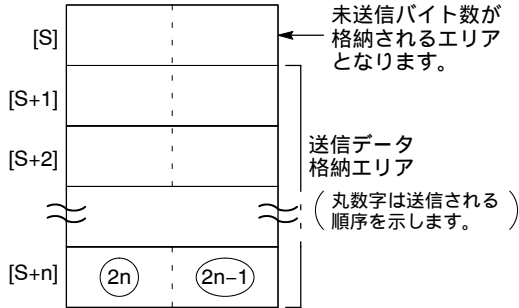 [S]
未送信バイト数が
格納されるエリア
となります。
[S+1]
[S+2]
送信データ
格納エリア
(丸数字は送信される
順序を示します。)
[S+n]
2n
2n−1